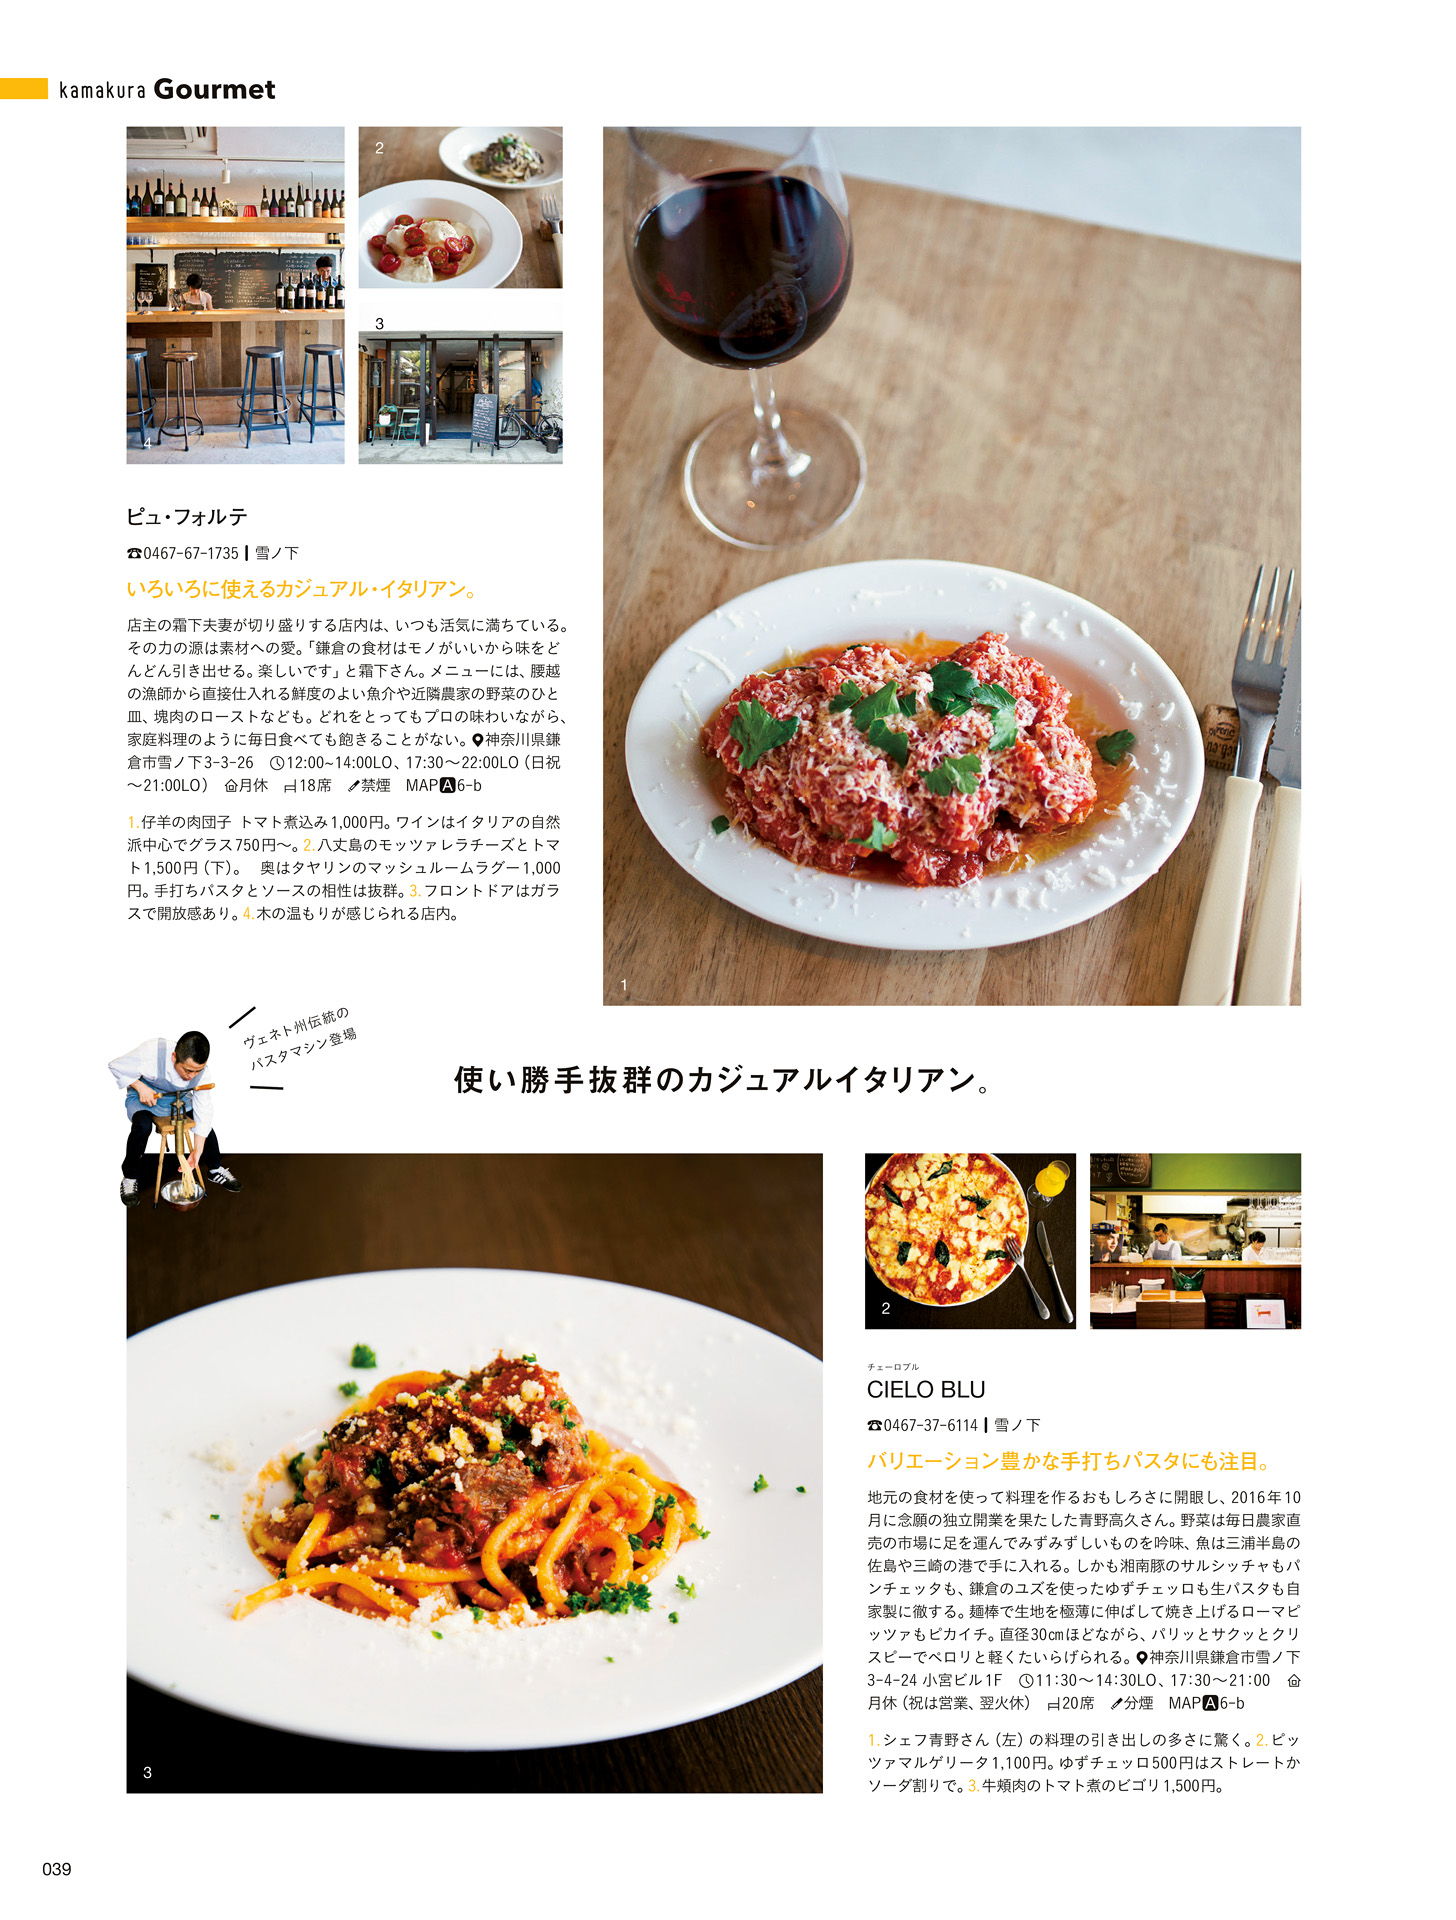 kamakura Gourmet
2
3
4
1
ピュ・フォルテ
☎0467-67-1735 | 雪ノ下
いろいろに使えるカジュアル・イタリアン。
店主の霜下夫妻が切り盛りする店内は、いつも活気に満ちている。
その力の源は素材への愛。「鎌倉の食材はモノがいいから味をど
んどん引き出せる。楽しいです」と霜下さん。メニューには、腰越
の漁師から直接仕入れる鮮度のよい魚介や近隣農家の野菜のひと
皿、塊肉のローストなども。どれをとってもプロの味わいながら、
家庭料理のように毎日食べても飽きることがない。神奈川県鎌
倉市雪ノ下3-3-26 12:00~14:00LO、17:30〜22:00LO（日祝
〜21:00LO） 月休 18席 禁煙 MAP A 6-b
1.仔羊の肉団子 トマト煮込み1,000円。ワインはイタリアの自然
派中心でグラス750円〜。2.八丈島のモッツァレラチーズとトマ
ト1,500円（下）。 奥はタヤリンのマッシュルームラグー1,000
円。手打ちパスタとソースの相性は抜群。3.フロントドアはガラ
スで開放感あり。4.木の温もりが感じられる店内。
ヴェネト州伝統の
パスタマシン登場
使い勝手抜群のカジュアルイタリアン。
2
1
3
チェーロブル
CIELO BLU
☎0467-37-6114 | 雪ノ下
バリエーション豊かな手打ちパスタにも注目。
地元の食材を使って料理を作るおもしろさに開眼し、2016年10
月に念願の独立開業を果たした青野高久さん。野菜は毎日農家直
売の市場に足を運んでみずみずしいものを吟味、魚は三浦半島の
佐島や三崎の港で手に入れる。しかも湘南豚のサルシッチャもパ
ンチェッタも、鎌倉のユズを使ったゆずチェッロも生パスタも自
家製に徹する。麺棒で生地を極薄に伸ばして焼き上げるローマピ
ッツァもピカイチ。直径30cmほどながら、パリッとサクッとクリ
スピーでペロリと軽くたいらげられる。神奈川県鎌倉市雪ノ下
3-4-24 小宮ビル1F 11:30〜14:30LO、17:30〜21:00
月休（祝は営業、翌火休） 20席 分煙 MAP A 6-b
1.シェフ青野さん（左）の料理の引き出しの多さに驚く。2.ピッ
ツァマルゲリータ1,100円。ゆずチェッロ500円はストレートか
ソーダ割りで。3.牛頬肉のトマト煮のビゴリ1,500円。
039